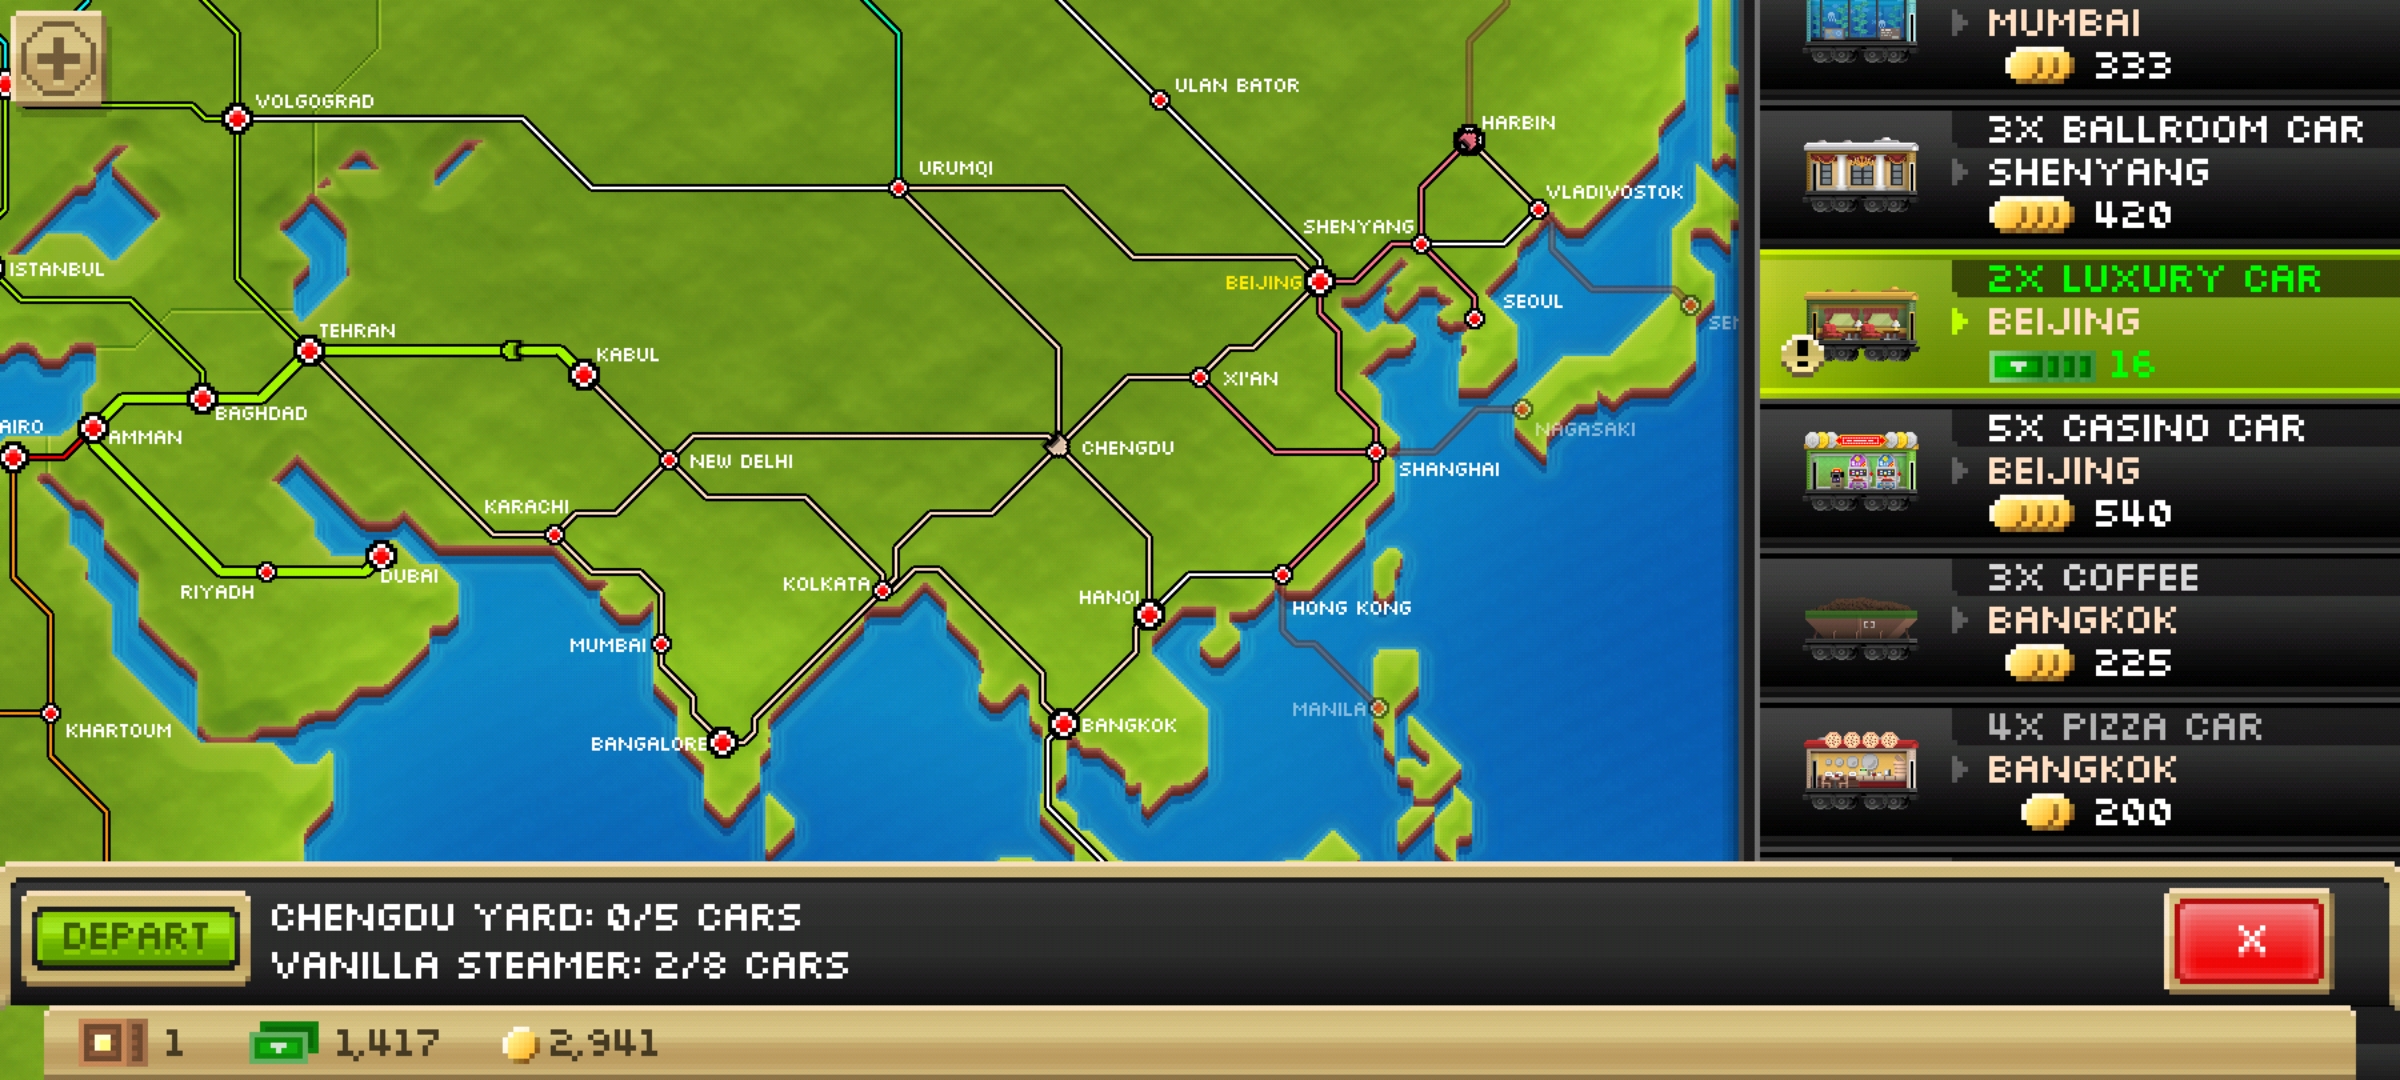 VOLGOGRAD
ULAN BATOR
HARBIN
URUMQI
VLADIVOSTOK
SHENYANG
ISTANBUL
BEIJING
SEOUL
TEHRAN
KABUL
XI'AN
BAGHDAD
NAGASAKI
AIRO
AMMAN
CHENGDU
NEW DELHI
SHANGHAI
KARACHI
DUBAI
RIYADH
KOLKATA
HANOI
HONG KONG
MUMBAI
MANILA
KHARTOUM
BANGALORE
BANGKOK
MUMBAI
333
3X BALLROOM CAR
SHENYANG
420
2X LUXURY CAR
BEIJING
16
5X CASINO CAR
BEIJING
540
3X COFFEE
BANGKOK
225
4X PIZZA CAR
BANGKOK
200
DEPART
CHENGDU YARD: 0/5 CARS
VANILLA STEAMER: 2/8 CARS
X
1
1,417
2,941